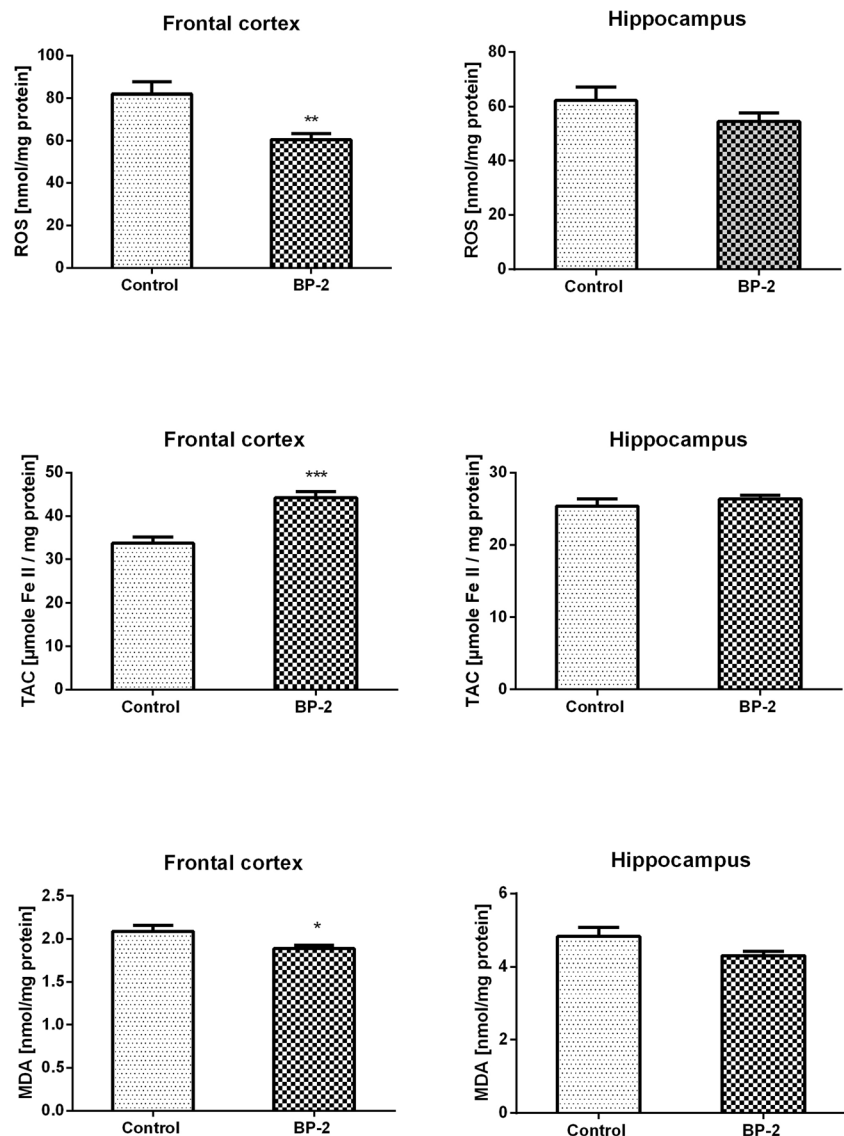 Frontal cortex
ROS [nmol/mg protein]
100
80
60
40
20
0
**
Control
BP-2
Hippocampus
ROS [nmol/mg protein]
80
60
40
20
0
Control
BP-2
Frontal cortex
TAC [µmole Fe II / mg protein]
50
40
30
20
10
0
***
Control
BP-2
Hippocampus
TAC [µmole Fe II / mg protein]
30
20
10
0
Control
BP-2
Frontal cortex
MDA [nmol/mg protein]
2.5
2.0
1.5
1.0
0.5
0.0
*
Control
BP-2
Hippocampus
MDA [nmol/mg protein]
6
4
2
0
Control
BP-2